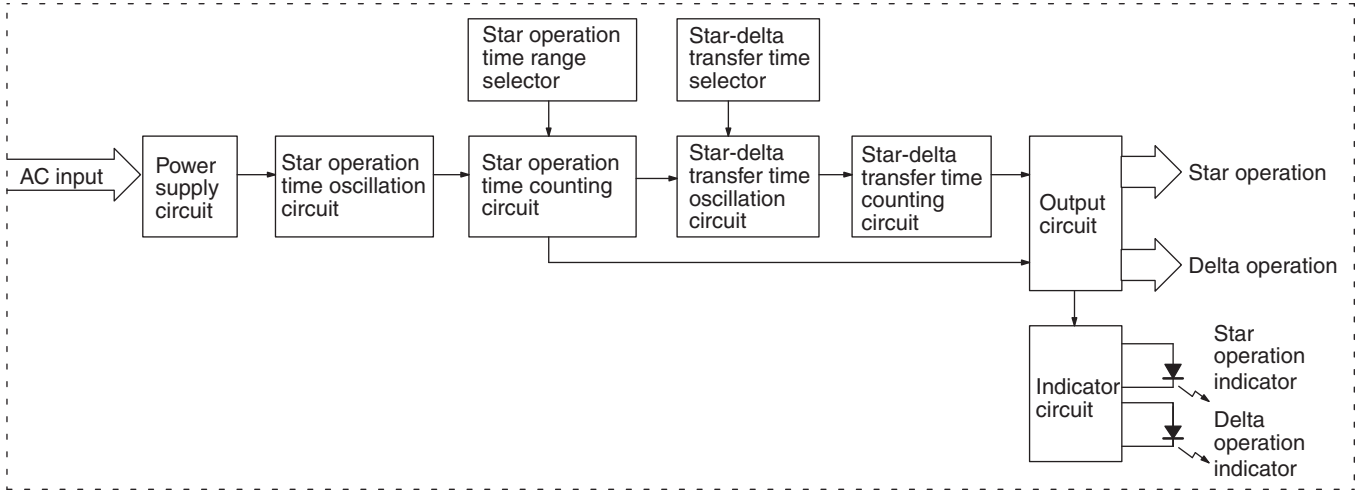 Star operation
time range
selector
Star-delta
transfer time
selector
AC input
Power
supply
circuit
Star operation
time oscillation
circuit
Star operation
time counting
circuit
Star-delta
transfer time
oscillation
circuit
Star-delta
transfer time
counting
circuit
Output
circuit
Star operation
Delta operation
Indicator
circuit
Star
operation
indicator
Delta
operation
indicator